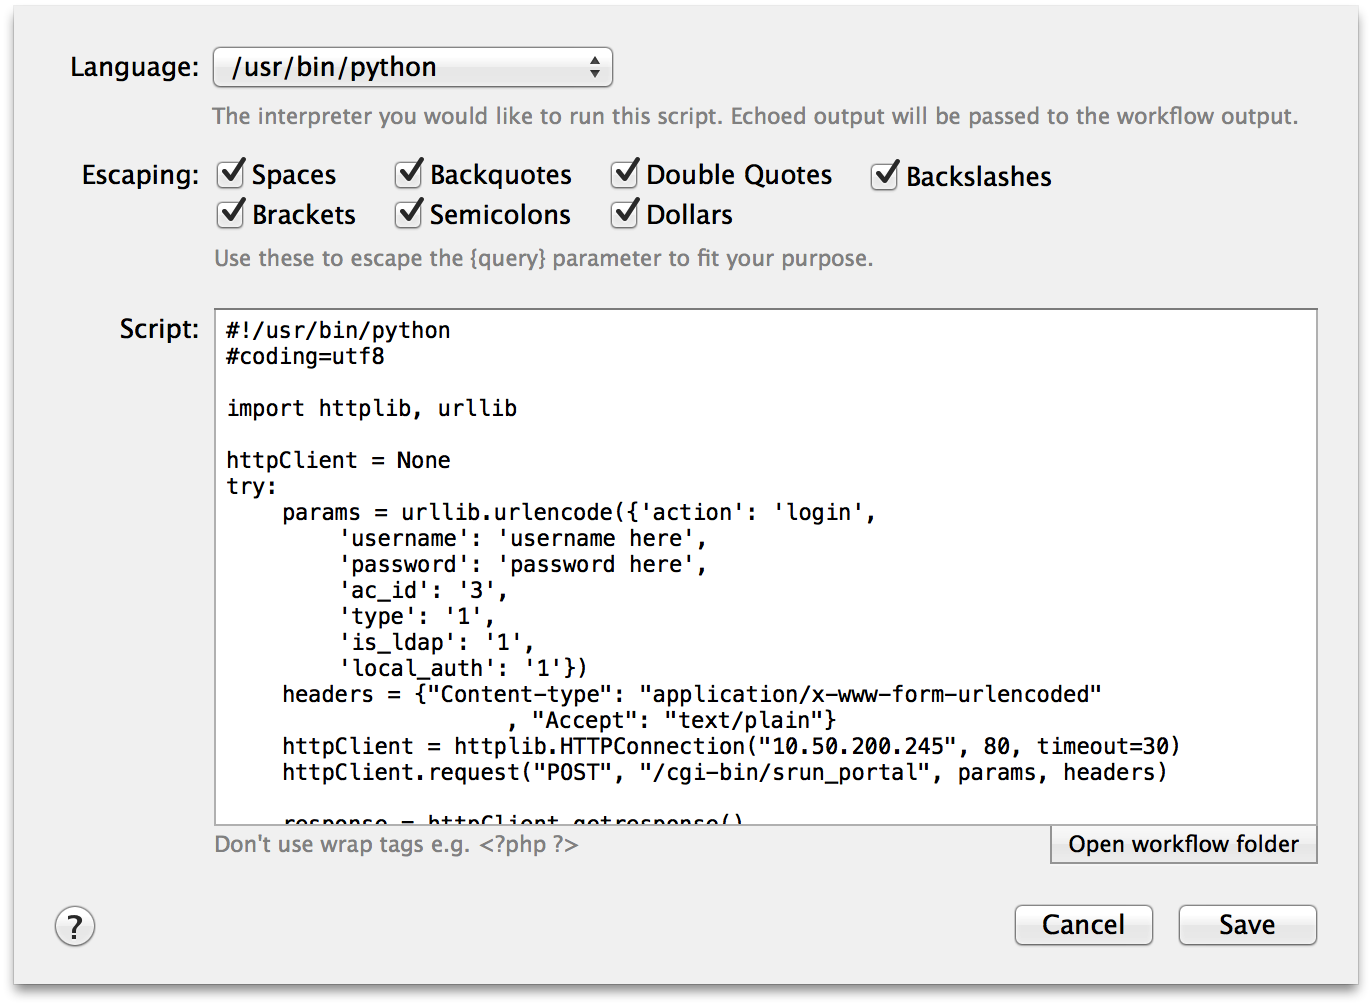 Language: /usr/bin/python
The interpreter you would like to run this script. Echoed output will be passed to the workflow output.
Escaping: Spaces Backquotes Double Quotes Backslashes
Brackets Semicolons Dollars
Use these to escape the {query} parameter to fit your purpose.
Script: #!/usr/bin/python
#coding=utf8
import httplib, urllib
httpClient = None
try:
    params = urllib.urlencode({'action': 'login',
        'username': 'username here',
        'password': 'password here',
        'ac_id': '3',
        'type': '1',
        'is_ldap': '1',
        'local_auth': '1'})
    headers = {"Content-type": "application/x-www-form-urlencoded"
                    , "Accept": "text/plain"}
    httpClient = httplib.HTTPConnection("10.50.200.245", 80, timeout=30)
    httpClient.request("POST", "/cgi-bin/srun_portal", params, headers)
    response = httpClient.getresponse()
Don't use wrap tags e.g. <?php ?>
Open workflow folder
?
Cancel Save